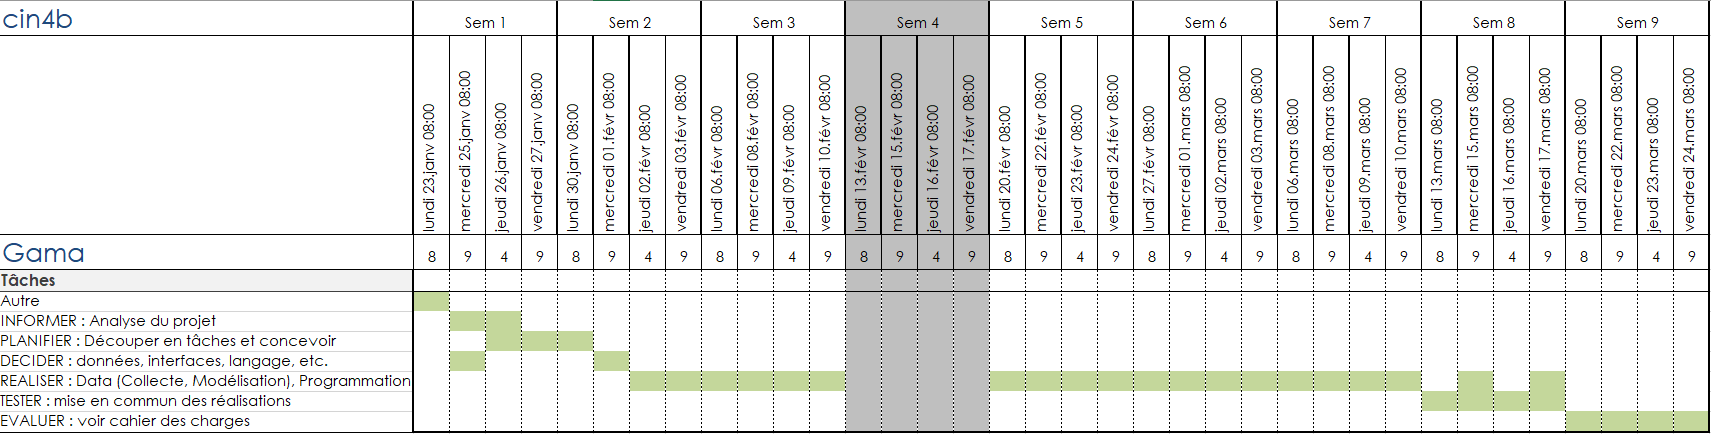 cin4b
Sem 1 Sem 2 Sem 3 Sem 4 Sem 5 Sem 6 Sem 7 Sem 8 Sem 9
lundi 23.janv 08:00
mercredi 25.janv 08:00
jeudi 26.janv 08:00
vendredi 27.janv 08:00
lundi 30.janv 08:00
mercredi 01.févr 08:00
jeudi 02.févr 08:00
vendredi 03.févr 08:00
lundi 06.févr 08:00
mercredi 08.févr 08:00
jeudi 09.févr 08:00
vendredi 10.févr 08:00
lundi 13.févr 08:00
mercredi 15.févr 08:00
jeudi 16.févr 08:00
vendredi 17.févr 08:00
lundi 20.févr 08:00
mercredi 22.févr 08:00
jeudi 23.févr 08:00
vendredi 24.févr 08:00
lundi 27.févr 08:00
mercredi 01.mars 08:00
jeudi 02.mars 08:00
vendredi 03.mars 08:00
lundi 06.mars 08:00
mercredi 08.mars 08:00
jeudi 09.mars 08:00
vendredi 10.mars 08:00
lundi 13.mars 08:00
mercredi 15.mars 08:00
jeudi 16.mars 08:00
vendredi 17.mars 08:00
lundi 20.mars 08:00
mercredi 22.mars 08:00
jeudi 23.mars 08:00
vendredi 24.mars 08:00
Gama 8 9 4 9 8 9 4 9 8 9 4 9 8 9 4 9 8 9 4 9 8 9 4 9 8 9 4 9 8 9 4 9 8 9 4 9
Tâches
Autre
INFORMER : Analyse du projet
PLANIFIER : Découper en tâches et concevoir
DECIDER : données, interfaces, langage, etc.
REALISER : Data (Collecte, Modélisation), Programmation
TESTER : mise en commun des réalisations
EVALUER : voir cahier des charges